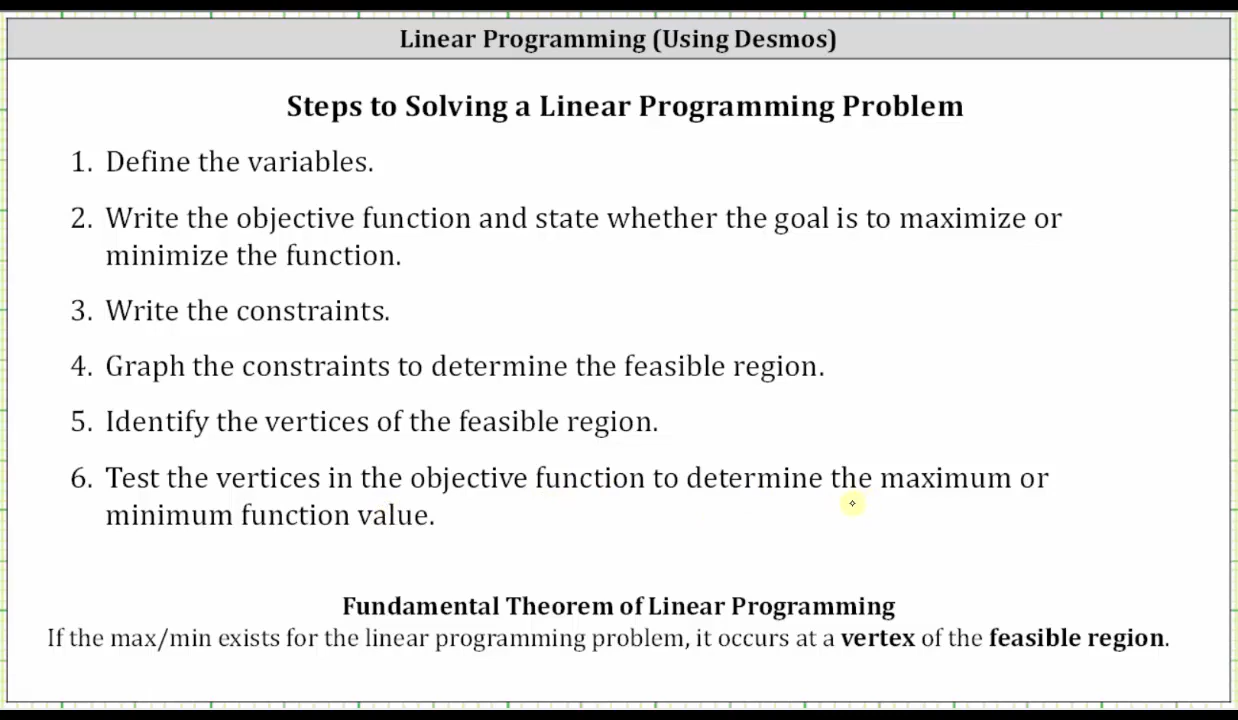 Linear Programming (Using Desmos)
Steps to Solving a Linear Programming Problem
1. Define the variables.
2. Write the objective function and state whether the goal is to maximize or
minimize the function.
3. Write the constraints.
4. Graph the constraints to determine the feasible region.
5. Identify the vertices of the feasible region.
6. Test the vertices in the objective function to determine the maximum or
minimum function value.
Fundamental Theorem of Linear Programming
If the max/min exists for the linear programming problem, it occurs at a vertex of the feasible region.